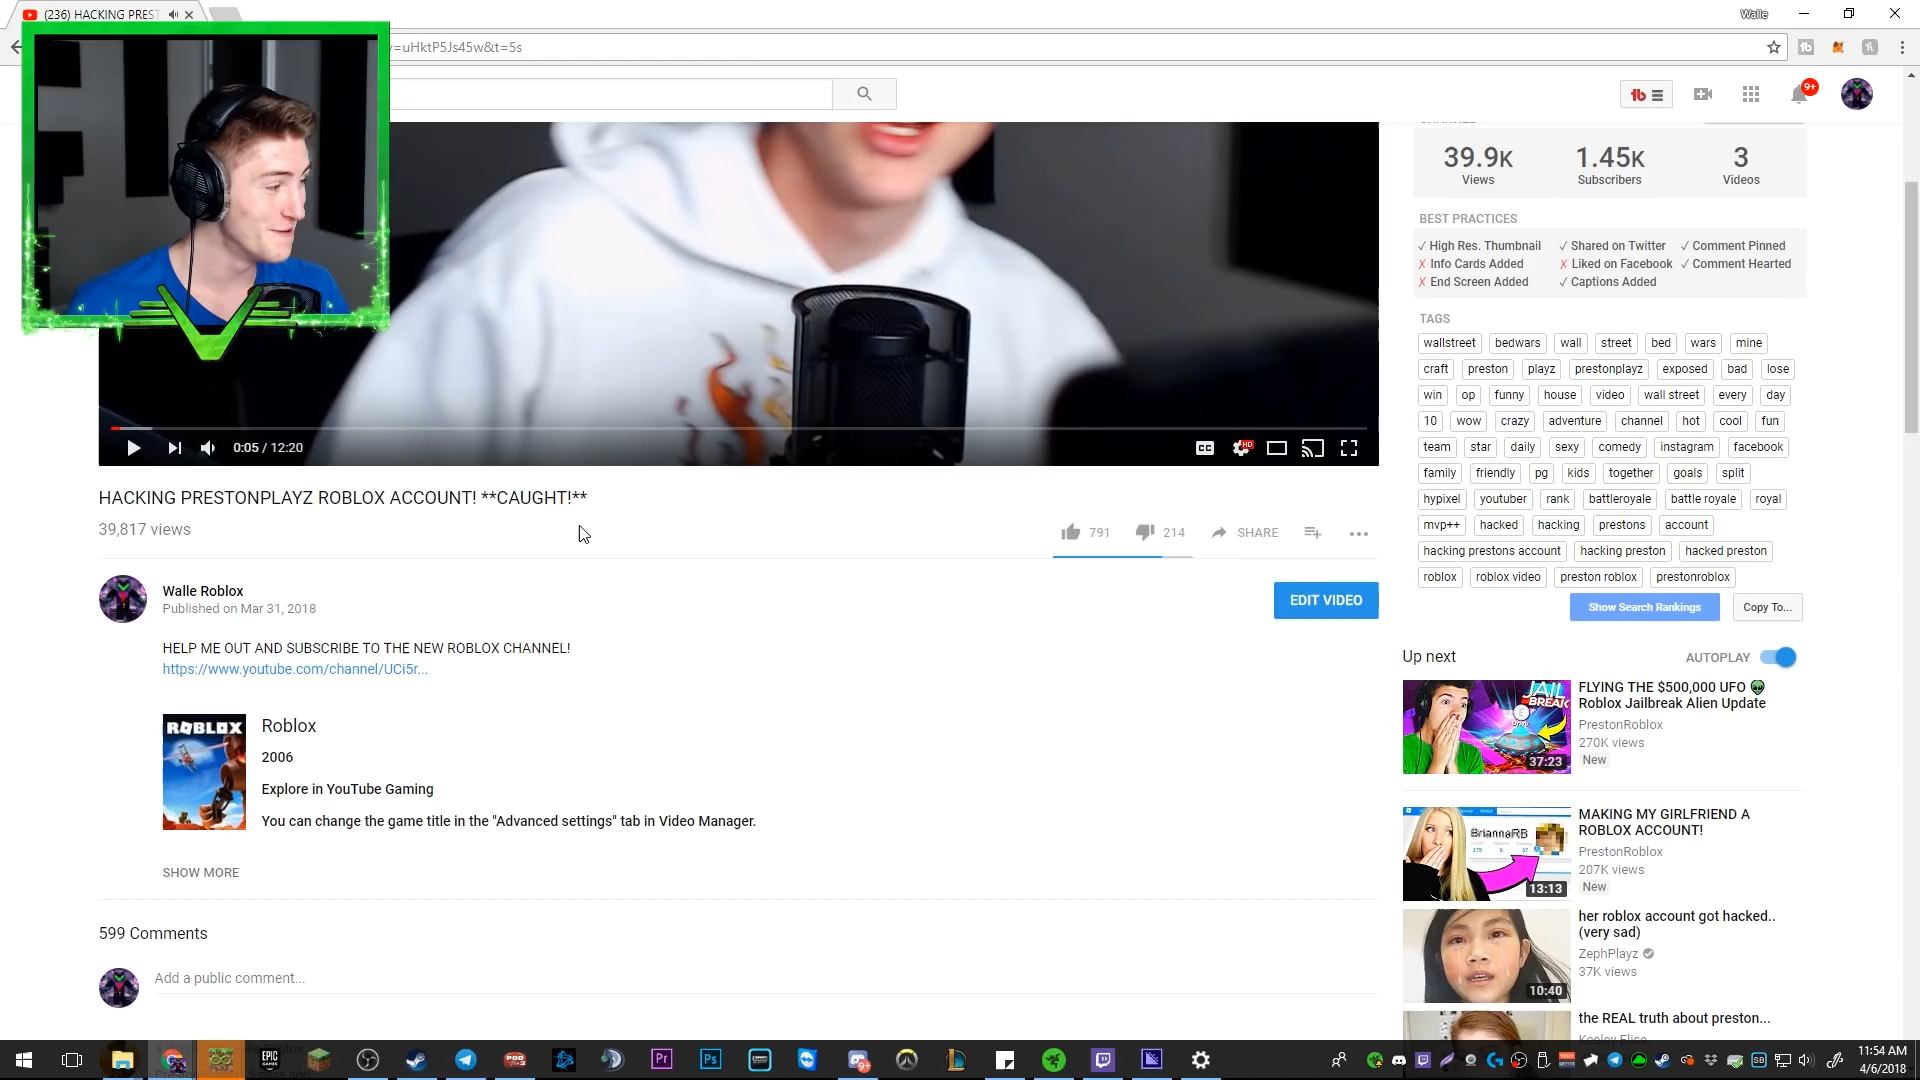 (236) HACKING PREST
Walle
=uHktP5Js45w&t=5s
9+
39.9K
Views
1.45K
Subscribers
3
Videos
BEST PRACTICES
✓ High Res. Thumbnail
✓ Shared on Twitter
✓ Comment Pinned
✗ Info Cards Added
✗ Liked on Facebook
✓ Comment Hearted
✗ End Screen Added
✓ Captions Added
TAGS
wallstreet bedwars wall street bed wars mine
craft preston playz prestonplayz exposed bad lose
win op funny house video wall street every day
10 wow crazy adventure channel hot cool fun
team star daily sexy comedy instagram facebook
family friendly pg kids together goals split
hypixel youtuber rank battleroyale battle royale royal
mvp++ hacked hacking prestons account
hacking prestons account hacking preston hacked preston
roblox roblox video preston roblox prestonroblox
Show Search Rankings
Copy To...
0:05 / 12:20
CC
HD
HACKING PRESTONPLAYZ ROBLOX ACCOUNT! **CAUGHT!**
39,817 views
791
214
SHARE
Walle Roblox
Published on Mar 31, 2018
EDIT VIDEO
HELP ME OUT AND SUBSCRIBE TO THE NEW ROBLOX CHANNEL!
https://www.youtube.com/channel/UCi5r...
ROBLOX
Roblox
2006
Explore in YouTube Gaming
You can change the game title in the "Advanced settings" tab in Video Manager.
SHOW MORE
599 Comments
Add a public comment...
Up next
AUTOPLAY
JAIL
BREAK
37:23
FLYING THE $500,000 UFO 👽
Roblox Jailbreak Alien Update
PrestonRoblox
270K views
New
BriannaRB
13:13
MAKING MY GIRLFRIEND A
ROBLOX ACCOUNT!
PrestonRoblox
207K views
New
10:40
her roblox account got hacked..
(very sad)
ZephPlayz
37K views
the REAL truth about preston...
EPIC
GAMES
Pr
Ps
11:54 AM
4/6/2018